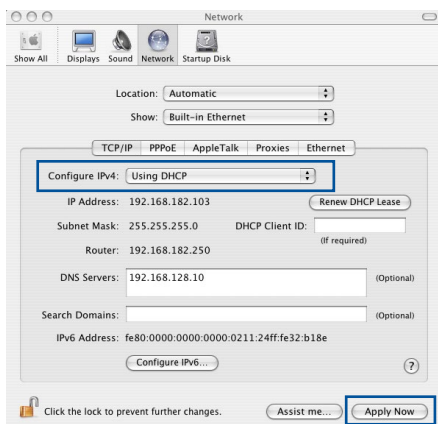 Network
Show All Displays Sound Network Startup Disk
Location: Automatic
Show: Built-in Ethernet
TCP/IP PPPoE AppleTalk Proxies Ethernet
Configure IPv4: Using DHCP
IP Address: 192.168.182.103 Renew DHCP Lease
Subnet Mask: 255.255.255.0 DHCP Client ID:
(If required)
Router: 192.168.182.250
DNS Servers: 192.168.128.10 (Optional)
Search Domains: (Optional)
IPv6 Address: fe80:0000:0000:0000:0211:24ff:fe32:b18e
Configure IPv6... ?
Click the lock to prevent further changes. Assist me... Apply Now